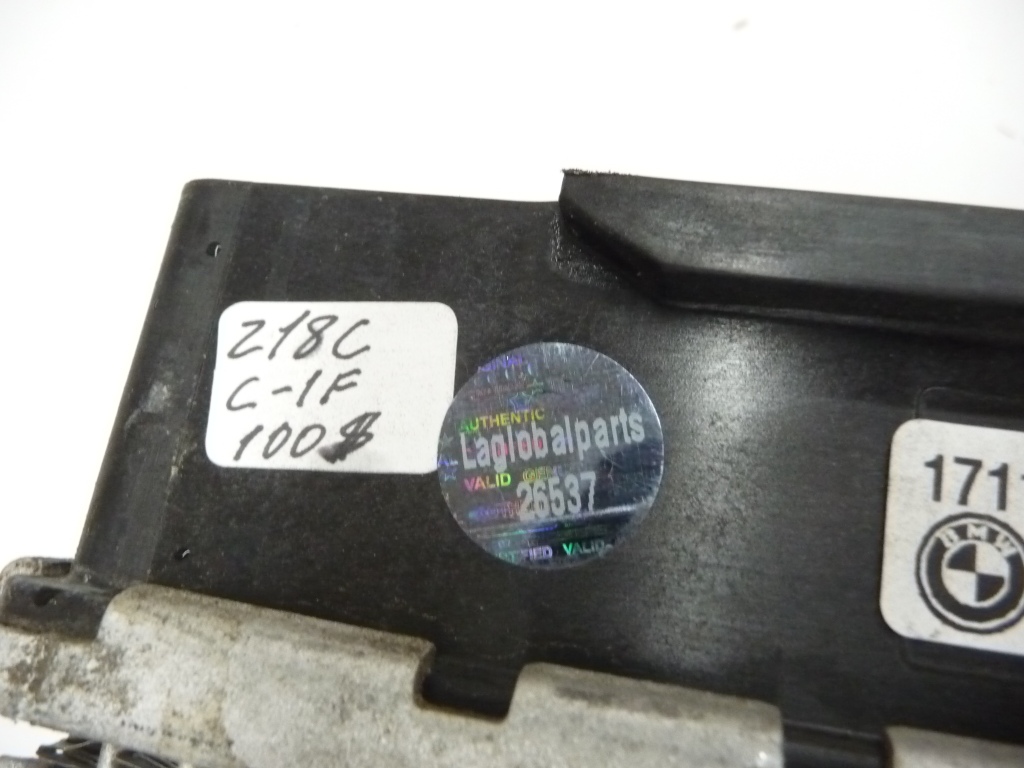 218C
C-1F
100$
AUTHENTIC
Laglobalparts
VALID
26537
VALID
171
BMW